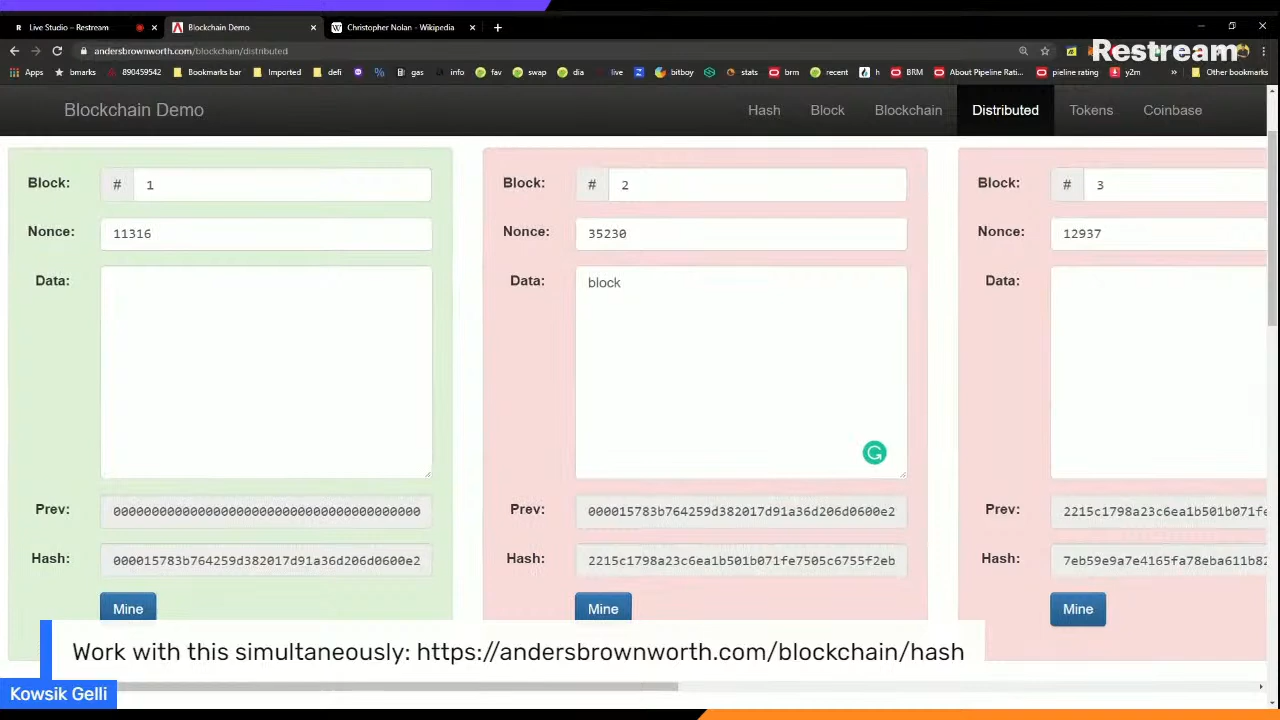 Live Studio – Restream
Blockchain Demo
Christopher Nolan - Wikipedia
andersbrownworth.com/blockchain/distributed
Restream
Apps
bmarks
890459542
Bookmarks bar
Imported
defi
gas
info
fav
swap
dia
live
bitboy
stats
brm
recent
h
BRM
About Pipeline Rati...
pieline rating
y2m
»
Other bookmarks
Blockchain Demo
Hash
Block
Blockchain
Distributed
Tokens
Coinbase
Block:
# 1
Nonce:
11316
Data:
Prev:
0000000000000000000000000000000000000000
Hash:
000015783b764259d382017d91a36d206d0600e2
Mine
Block:
# 2
Nonce:
35230
Data:
block
Prev:
000015783b764259d382017d91a36d206d0600e2
Hash:
2215c1798a23c6ea1b501b071fe7505c6755f2eb
Mine
Block:
# 3
Nonce:
12937
Data:
Prev:
2215c1798a23c6ea1b501b071fe
Hash:
7eb59e9a7e4165fa78eba611b82
Mine
Work with this simultaneously: https://andersbrownworth.com/blockchain/hash
Kowsik Gelli